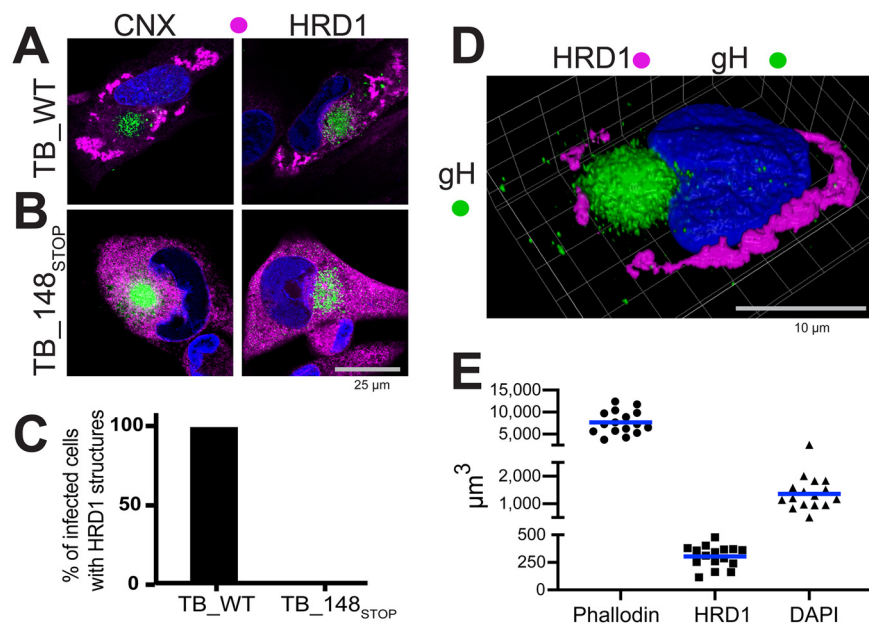 CNX HRD1
A
TB_WT
B
TB_148STOP
25 µm
D
HRD1 gH
gH
10 µm
C
% of infected cells
with HRD1 structures
100
50
0
TB_WT TB_148STOP
E
µm3
15,000
10,000
5,000
2,000
1,000
500
250
0
Phallodin HRD1 DAPI